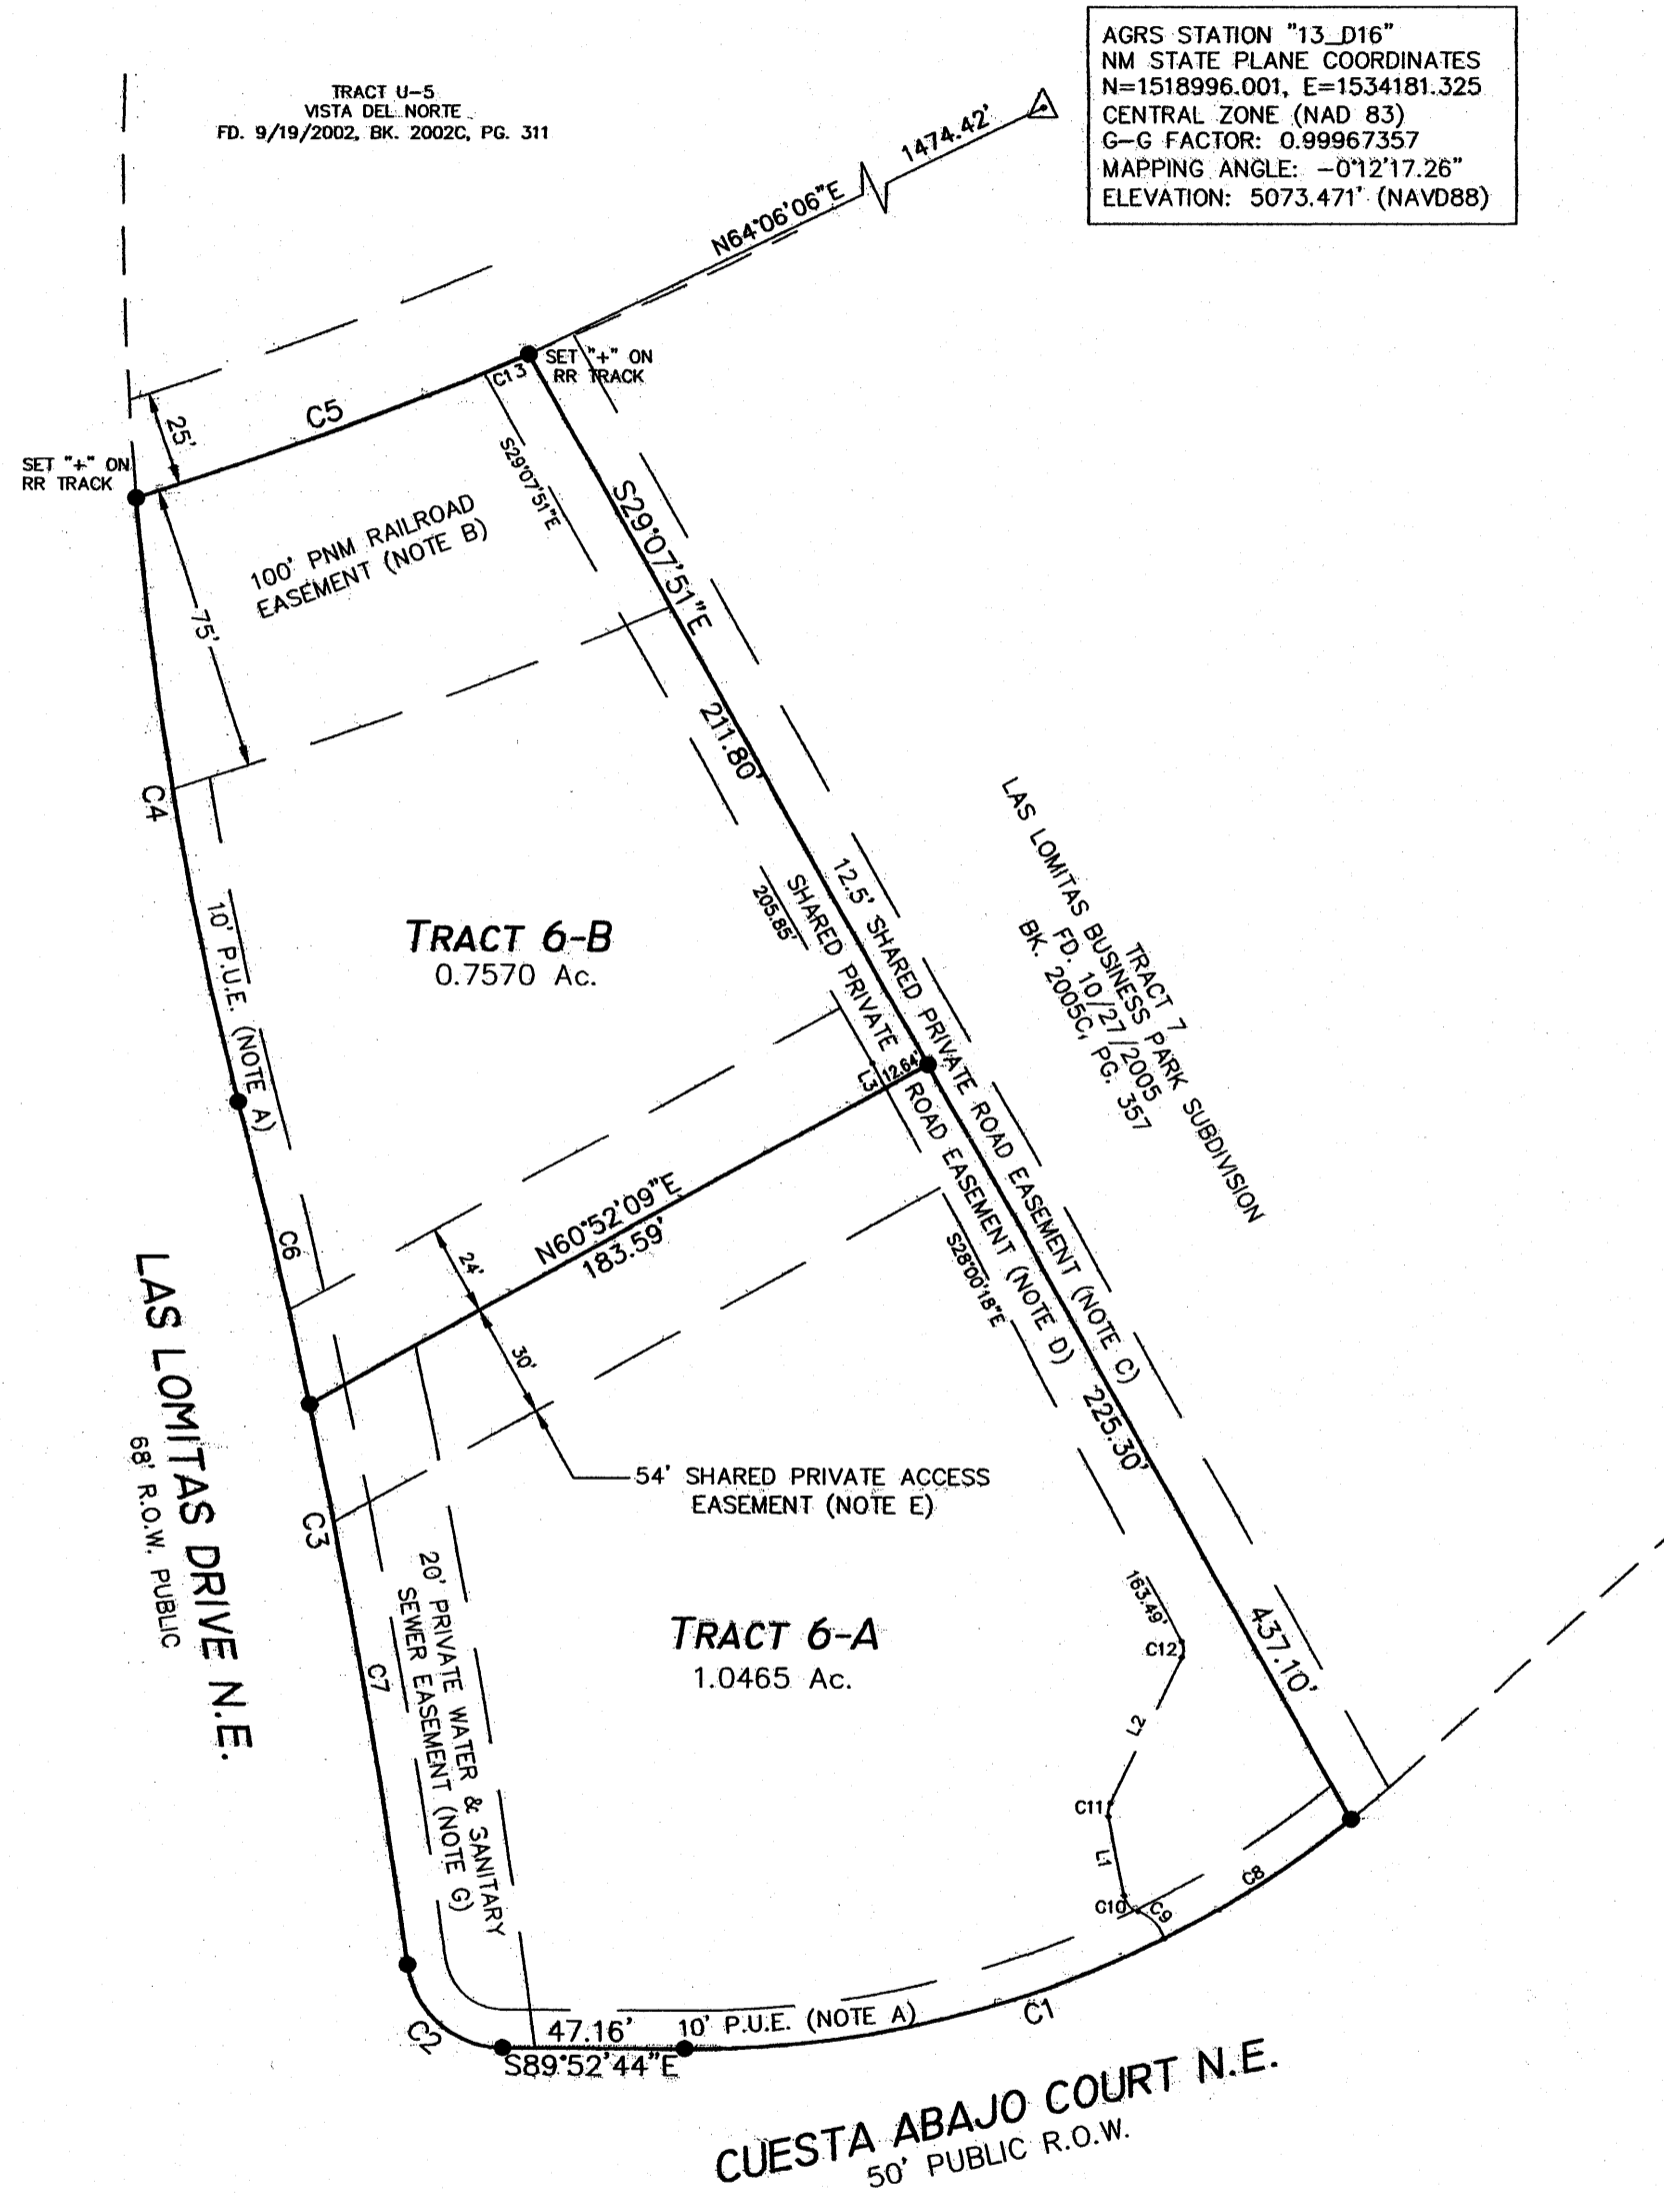 AGRS STATION "13_D16"
NM STATE PLANE COORDINATES
N=1518996.001, E=1534181.325
CENTRAL ZONE (NAD 83)
G-G FACTOR: 0.99967357
MAPPING ANGLE: -0°12'17.26"
ELEVATION: 5073.471' (NAVD88)
TRACT U-5
VISTA DEL NORTE
FD. 9/19/2002, BK. 2002C, PG. 311
1474.42'
N64°06'06"E
SET "+" ON
RR TRACK
C13
C5
25'
SET "+" ON
RR TRACK
S29°07'51"E
S29°07'51"E
100' PNM RAILROAD
EASEMENT (NOTE B)
75'
211.80'
C4
LAS LOMITAS BUSINESS PARK SUBDIVISION
TRACT 7
FD. 10/27/2005
BK. 2005C, PG. 357
12.5' SHARED PRIVATE ROAD EASEMENT (NOTE C)
SHARED PRIVATE ROAD EASEMENT (NOTE D)
205.85'
10' P.U.E. (NOTE A)
TRACT 6-B
0.7570 Ac.
L3
12.64'
N60°52'09"E
183.59'
C6
24'
30'
S28°00'18"E
LAS LOMITAS DRIVE N.E.
68' R.O.W. PUBLIC
225.30'
54' SHARED PRIVATE ACCESS
EASEMENT (NOTE E)
C3
20' PRIVATE WATER & SANITARY
SEWER EASEMENT (NOTE G)
163.49'
437.10'
TRACT 6-A
1.0465 Ac.
C12
C7
L2
C11
L1
C8
C10
C9
C2
47.16'
S89°52'44"E
10' P.U.E. (NOTE A)
C1
CUESTA ABAJO COURT N.E.
50' PUBLIC R.O.W.